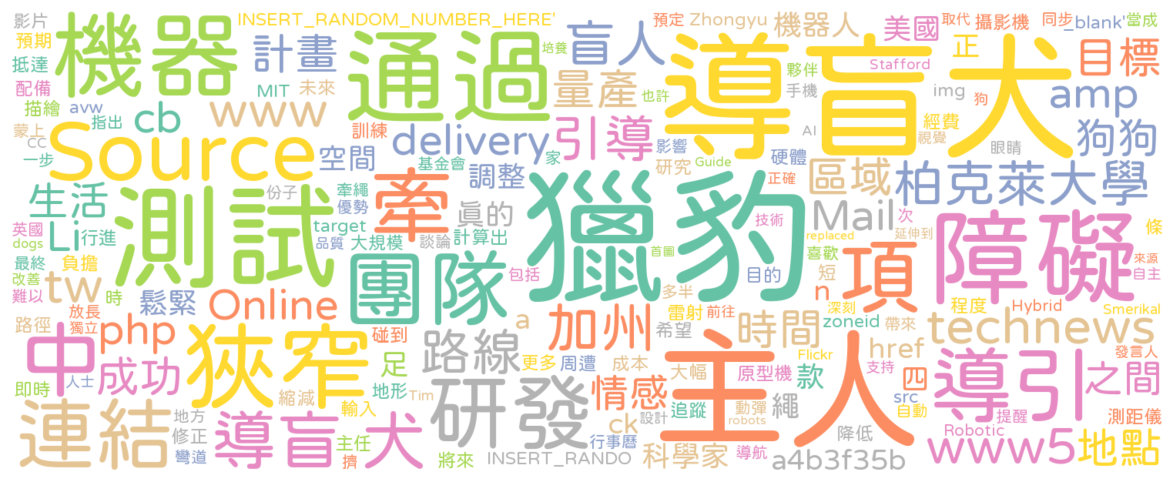 影片 INSERT_RANDOM_NUMBER_HERE' 預定 Zhongyu 機器人 美國 取代 攝影機 同步 _blank' 當成
預期 機器 計畫 通過 培養 盲人 導盲犬 夥伴 Stafford 正 目標
抵達 配備 MIT 未來 量產 也許 手機 img 狗 經費 amp
描繪 avw 指出 www cb 訓練 delivery 引導 影響 AI 視覺 眼睛 狗狗
蒙上 CC 一步 Source 空間 基金會 調整 家 研究 Guide 硬體 正確 區域 柏克萊大學
生活 份子 牽繩 牽 真的 獵豹 技術 Mail 次 條
英國 dogs Li 行進 測試 優勢 target 品質 大規模 談論 計算出 首圖 replaced 喜歡 延伸到 障礙 來源
最終 改善 負擔 時 團隊 包括 目的 短 項 自主
難以 tw 鬆緊 Online 多半 n 深刻 程度 Hybrid Smerikal
路徑 放長 獨立 php 狹窄 碰到 a 加州 雷射 前往 希望 時間 zoneid 帶來 technews 發言人
中 成功 足 路線 更多 周遭 成本 主人 Flickr 款 支持 href 四 導引 之間
即時 人士 地形 Tim 研發 情感 大幅 原型機 src 自動
連結 地方 縮減 輸入 設計 ck 追蹤 動彈 robots 繩 提醒 測距儀
修正 導盲犬 主任 行事曆 降低 Robotic www5 地點
彎道 擠 將來 INSERT_RANDO 科學家 導航 a4b3f35b